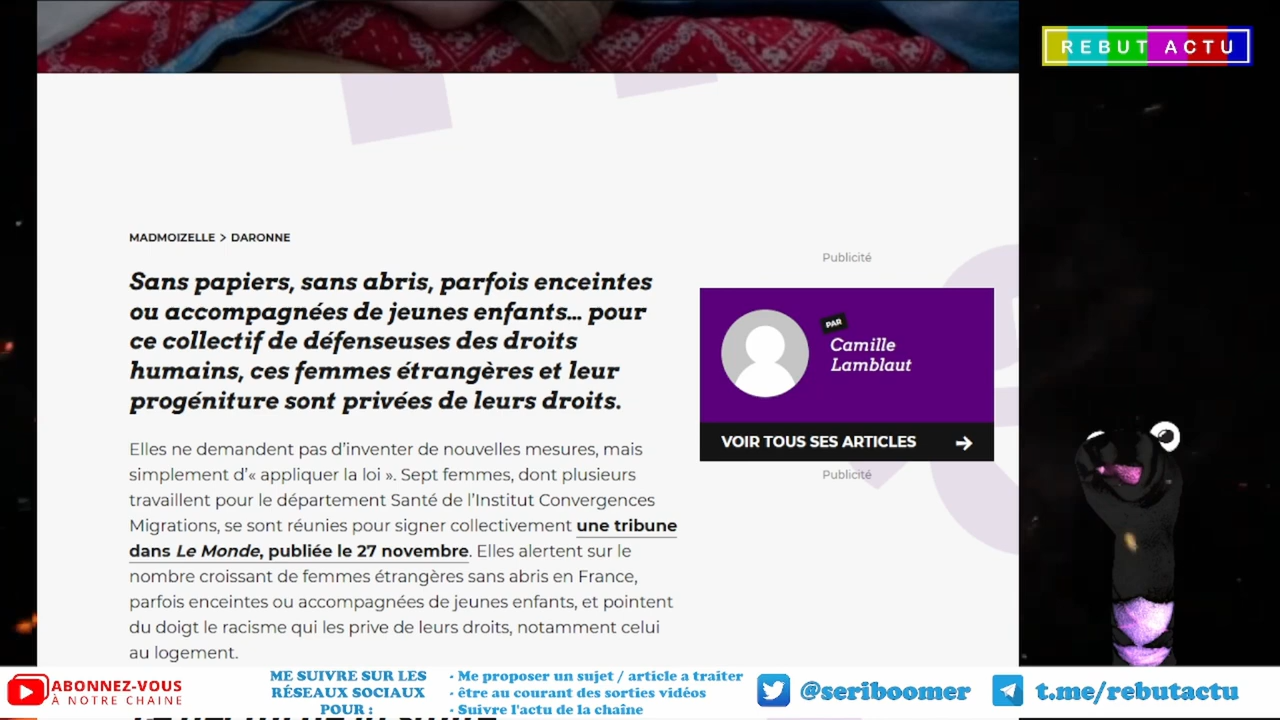 REBUT ACTU
MADMOIZELLE > DARONNE
Sans papiers, sans abris, parfois enceintes
ou accompagnées de jeunes enfants... pour
ce collectif de défenseuses des droits
humains, ces femmes étrangères et leur
progéniture sont privées de leurs droits.
Elles ne demandent pas d’inventer de nouvelles mesures, mais
simplement d’« appliquer la loi ». Sept femmes, dont plusieurs
travaillent pour le département Santé de l’Institut Convergences
Migrations, se sont réunies pour signer collectivement une tribune
dans Le Monde, publiée le 27 novembre. Elles alertent sur le
nombre croissant de femmes étrangères sans abris en France,
parfois enceintes ou accompagnées de jeunes enfants, et pointent
du doigt le racisme qui les prive de leurs droits, notamment celui
au logement.
Publicité
PAR
Camille
Lamblaut
VOIR TOUS SES ARTICLES
Publicité
ABONNEZ-VOUS
À NOTRE CHAINE
ME SUIVRE SUR LES
RÉSEAUX SOCIAUX
POUR :
- Me proposer un sujet / article a traiter
- être au courant des sorties vidéos
- Suivre l'actu de la chaîne
@seriboomer
t.me/rebutactu